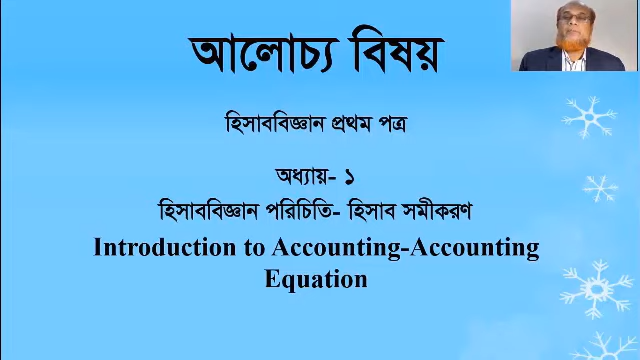 আলোচ্য বিষয়
হিসাববিজ্ঞান প্রথম পত্র
অধ্যায়- ১
হিসাববিজ্ঞান পরিচিতি- হিসাব সমীকরণ
Introduction to Accounting-Accounting
Equation